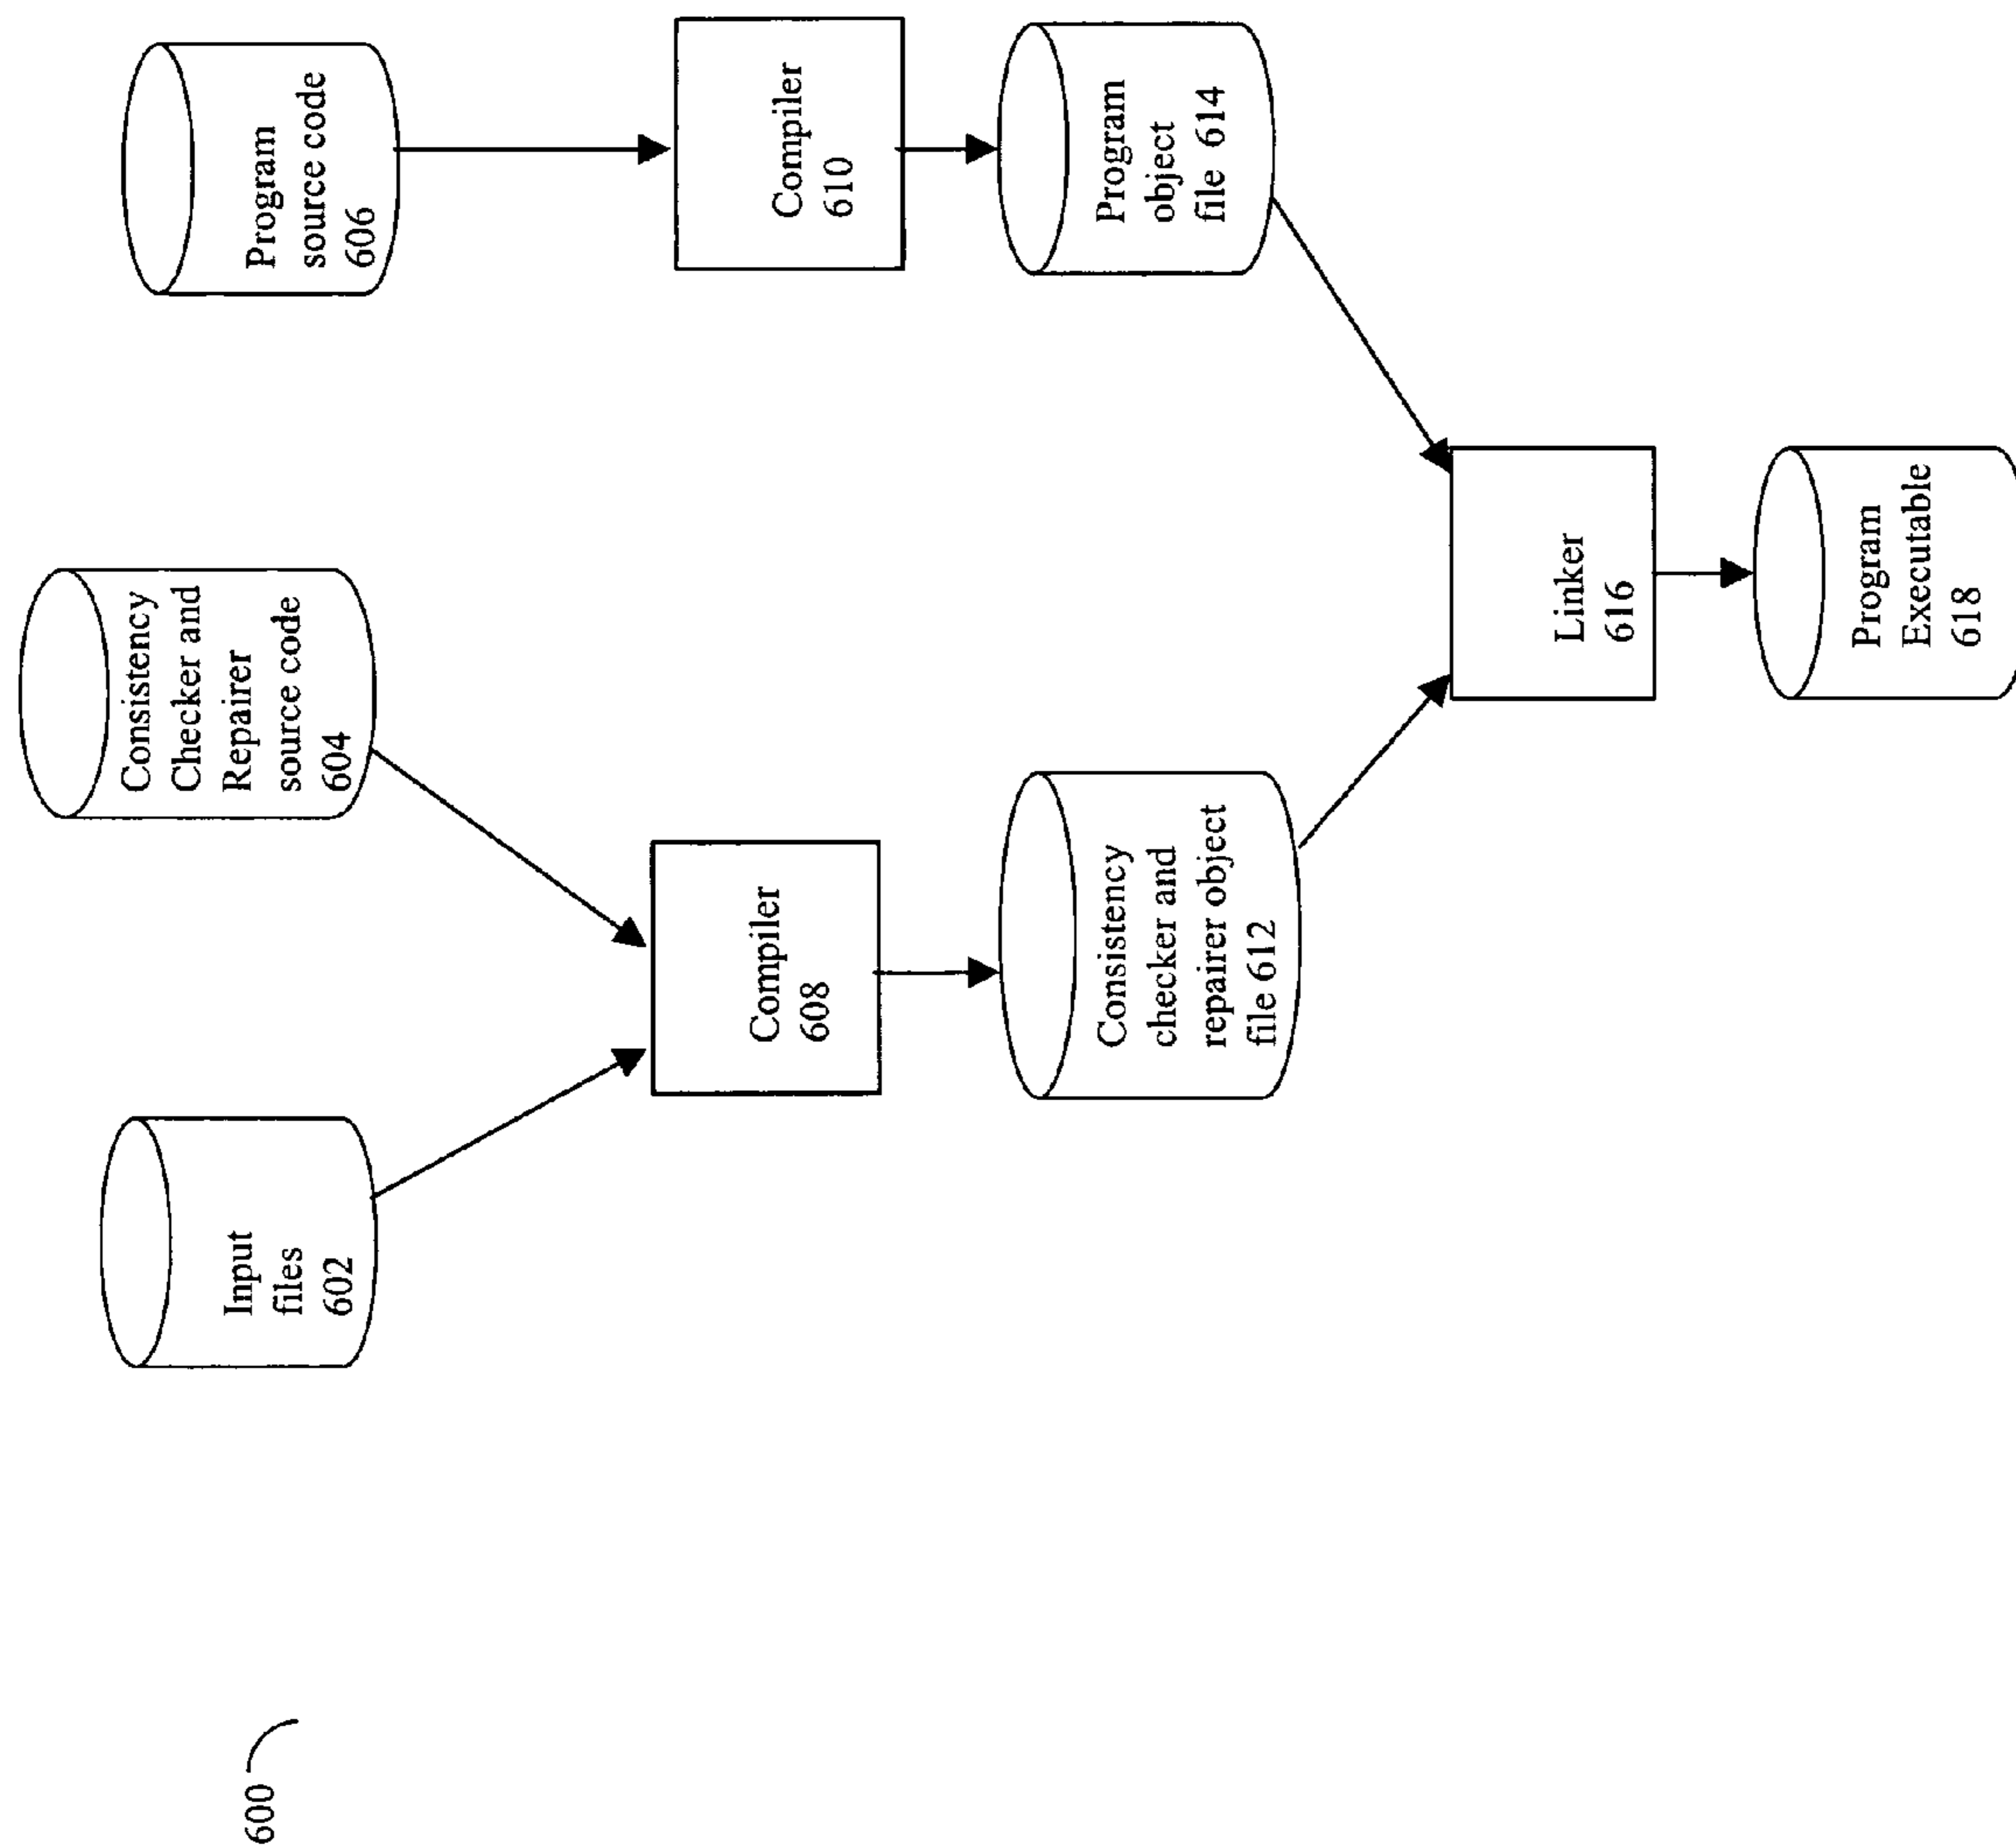 600
Input
files
602
Consistency
Checker and
Repairer
source code
604
Program
source code
606
Compiler
608
Compiler
610
Consistency
checker and
repairer object
file 612
Program
object
file 614
Linker
616
Program
Executable
618